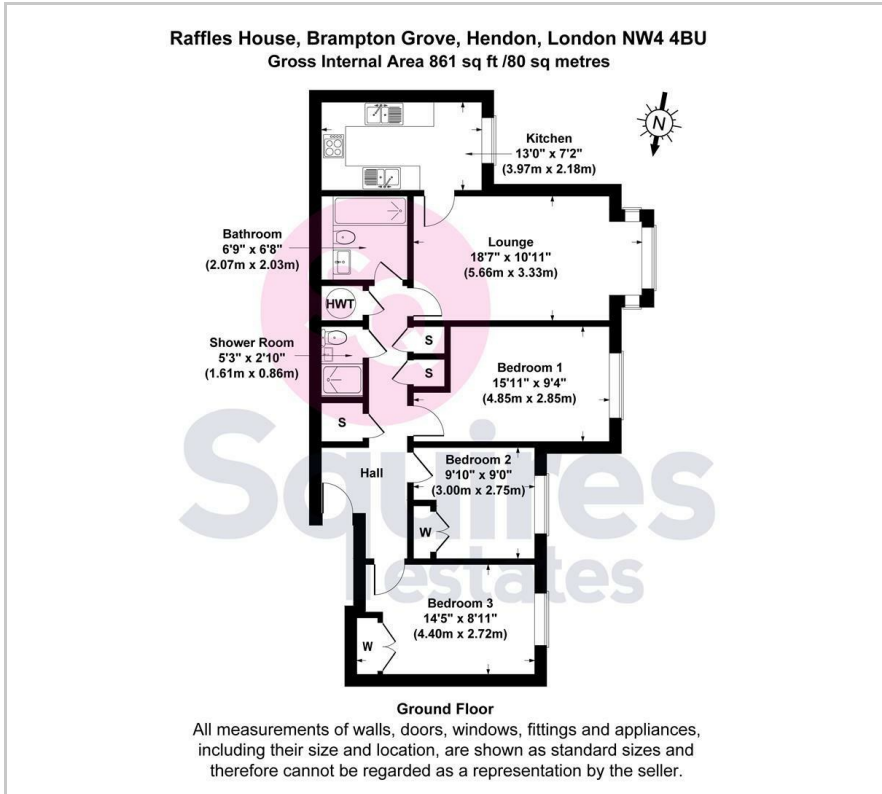 Raffles House, Brampton Grove, Hendon, London NW4 4BU
Gross Internal Area 861 sq ft /80 sq metres
N
Kitchen
13'0" x 7'2"
(3.97m x 2.18m)
Bathroom
6'9" x 6'8"
(2.07m x 2.03m)
Lounge
18'7" x 10'11"
(5.66m x 3.33m)
HWT
Shower Room
5'3" x 2'10"
(1.61m x 0.86m)
S
S
Bedroom 1
15'11" x 9'4"
(4.85m x 2.85m)
S
Hall
Bedroom 2
9'10" x 9'0"
(3.00m x 2.75m)
W
Bedroom 3
14'5" x 8'11"
(4.40m x 2.72m)
W
SQ
Squires
estates
Ground Floor
All measurements of walls, doors, windows, fittings and appliances,
including their size and location, are shown as standard sizes and
therefore cannot be regarded as a representation by the seller.